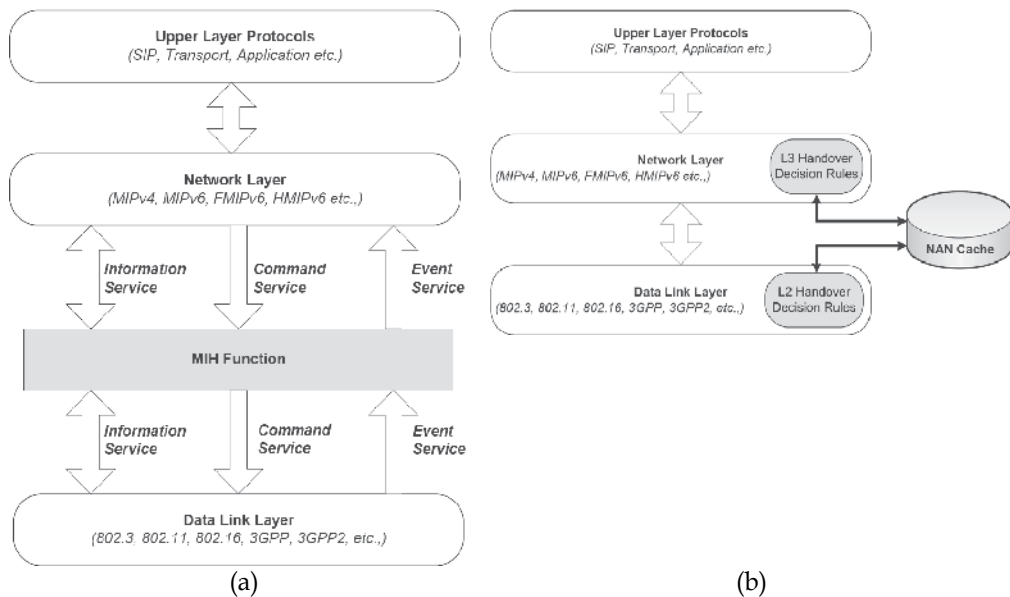 Upper Layer Protocols
(SIP, Transport, Application etc.)
Network Layer
(MIPv4, MIPv6, FMIPv6, HMIPv6 etc.,)
Information
Service
Command
Service
Event
Service
MIH Function
Information
Service
Command
Service
Event
Service
Data Link Layer
(802.3, 802.11, 802.16, 3GPP, 3GPP2, etc.,)
(a)
Upper Layer Protocols
(SIP, Transport, Application etc.)
Network Layer
(MIPv4, MIPv6, FMIPv6, HMIPv6 etc.,)
L3 Handover
Decision Rules
NAN Cache
Data Link Layer
(802.3, 802.11, 802.16, 3GPP, 3GPP2, etc.,)
L2 Handover
Decision Rules
(b)